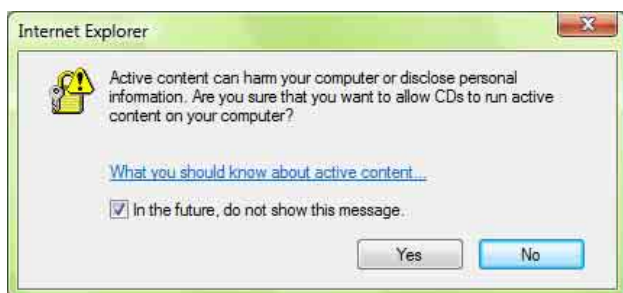 Internet Explorer
Active content can harm your computer or disclose personal
information. Are you sure that you want to allow CDs to run active
content on your computer?
What you should know about active content...
In the future, do not show this message.
Yes No